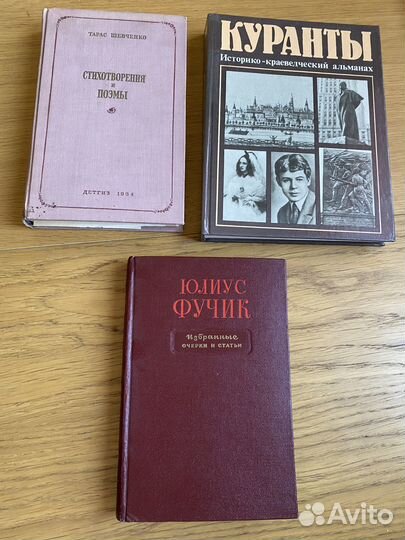 ТАРАС ШЕВЧЕНКО
СТИХОТВОРЕНИЯ
И
ПОЭМЫ
ДЕТГИЗ 1954
КУРАНТЫ
Историко-краеведческий альманах
ЮЛИУС
ФУЧИК
Избранные
ОЧЕРКИ И СТАТЬИ
Avito